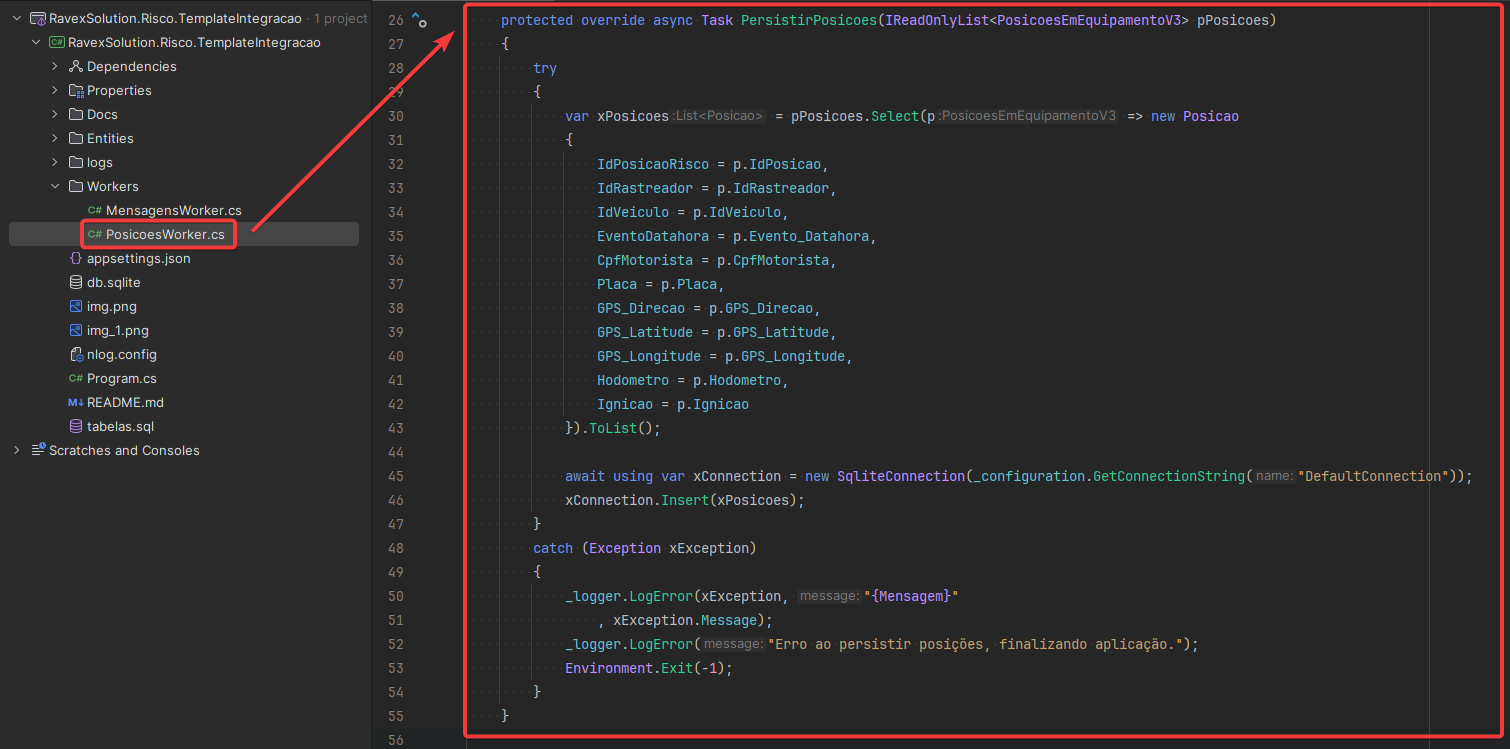 RavexSolution.Risco.TemplateIntegracao · 1 project
C# RavexSolution.Risco.TemplateIntegracao
Dependencies
Properties
Docs
Entities
logs
Workers
C# MensagensWorker.cs
C# PosicoesWorker.cs
{} appsettings.json
db.sqlite
img.png
img_1.png
nlog.config
C# Program.cs
M↓ README.md
tabelas.sql
Scratches and Consoles
26 protected override async Task PersistirPosicoes(IReadOnlyList<PosicoesEmEquipamentoV3> pPosicoes)
27 {
28 try
29 {
30 var xPosicoes :List<Posicao> = pPosicoes.Select(p :PosicoesEmEquipamentoV3 => new Posicao
31 {
32 IdPosicaoRisco = p.IdPosicao,
33 IdRastreador = p.IdRastreador,
34 IdVeiculo = p.IdVeiculo,
35 EventoDatahora = p.Evento_Datahora,
36 CpfMotorista = p.CpfMotorista,
37 Placa = p.Placa,
38 GPS_Direcao = p.GPS_Direcao,
39 GPS_Latitude = p.GPS_Latitude,
40 GPS_Longitude = p.GPS_Longitude,
41 Hodometro = p.Hodometro,
42 Ignicao = p.Ignicao
43 }).ToList();
44
45 await using var xConnection = new SqliteConnection(_configuration.GetConnectionString( name: "DefaultConnection"));
46 xConnection.Insert(xPosicoes);
47 }
48 catch (Exception xException)
49 {
50 _logger.LogError(xException, message: "{Mensagem}"
51 , xException.Message);
52 _logger.LogError( message: "Erro ao persistir posições, finalizando aplicação.");
53 Environment.Exit(-1);
54 }
55 }
56